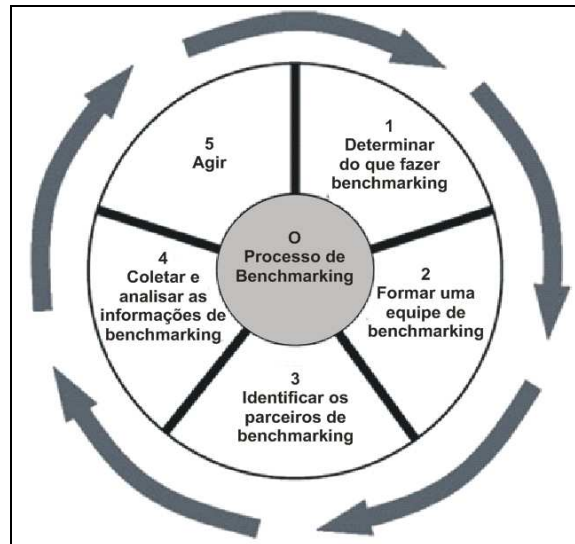 O
Processo de
Benchmarking
1
Determinar
do que fazer
benchmarking
2
Formar uma
equipe de
benchmarking
3
Identificar os
parceiros de
benchmarking
4
Coletar e
analisar as
informações de
benchmarking
5
Agir